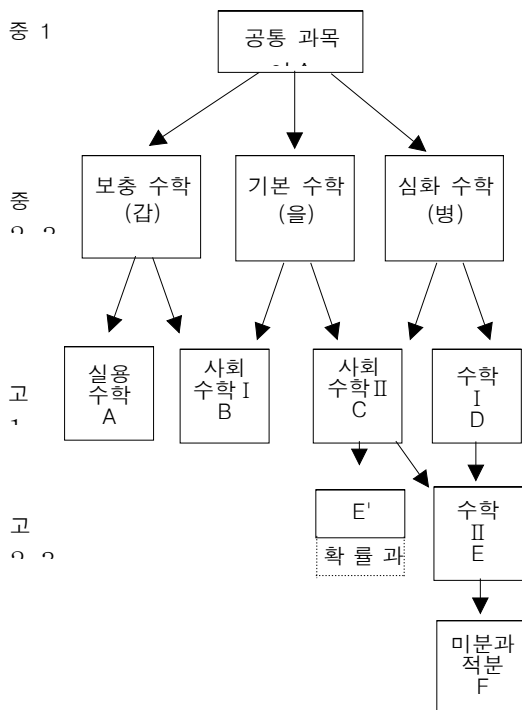 중 1
공통 과목
중
보충 수학
(갑)
기본 수학
(을)
심화 수학
(병)
고
실용
수학
A
사회
수학Ⅰ
B
사회
수학Ⅱ
C
수학
Ⅰ
D
고
E'
확 률 과
수학
Ⅱ
E
미분과
적분
F